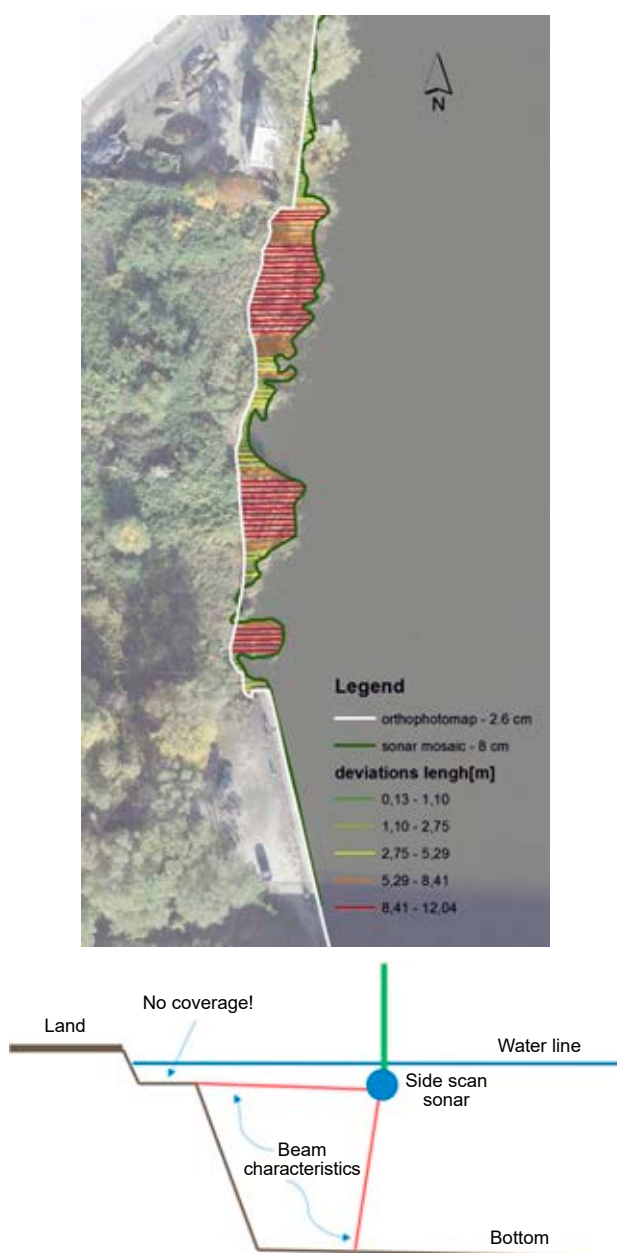 N
Legend
orthophotomap - 2.6 cm
sonar mosaic - 8 cm
deviations lengh[m]
0,13 - 1,10
1,10 - 2,75
2,75 - 5,29
5,29 - 8,41
8,41 - 12,04
No coverage!
Land
Water line
Side scan
sonar
Beam
characteristics
Bottom